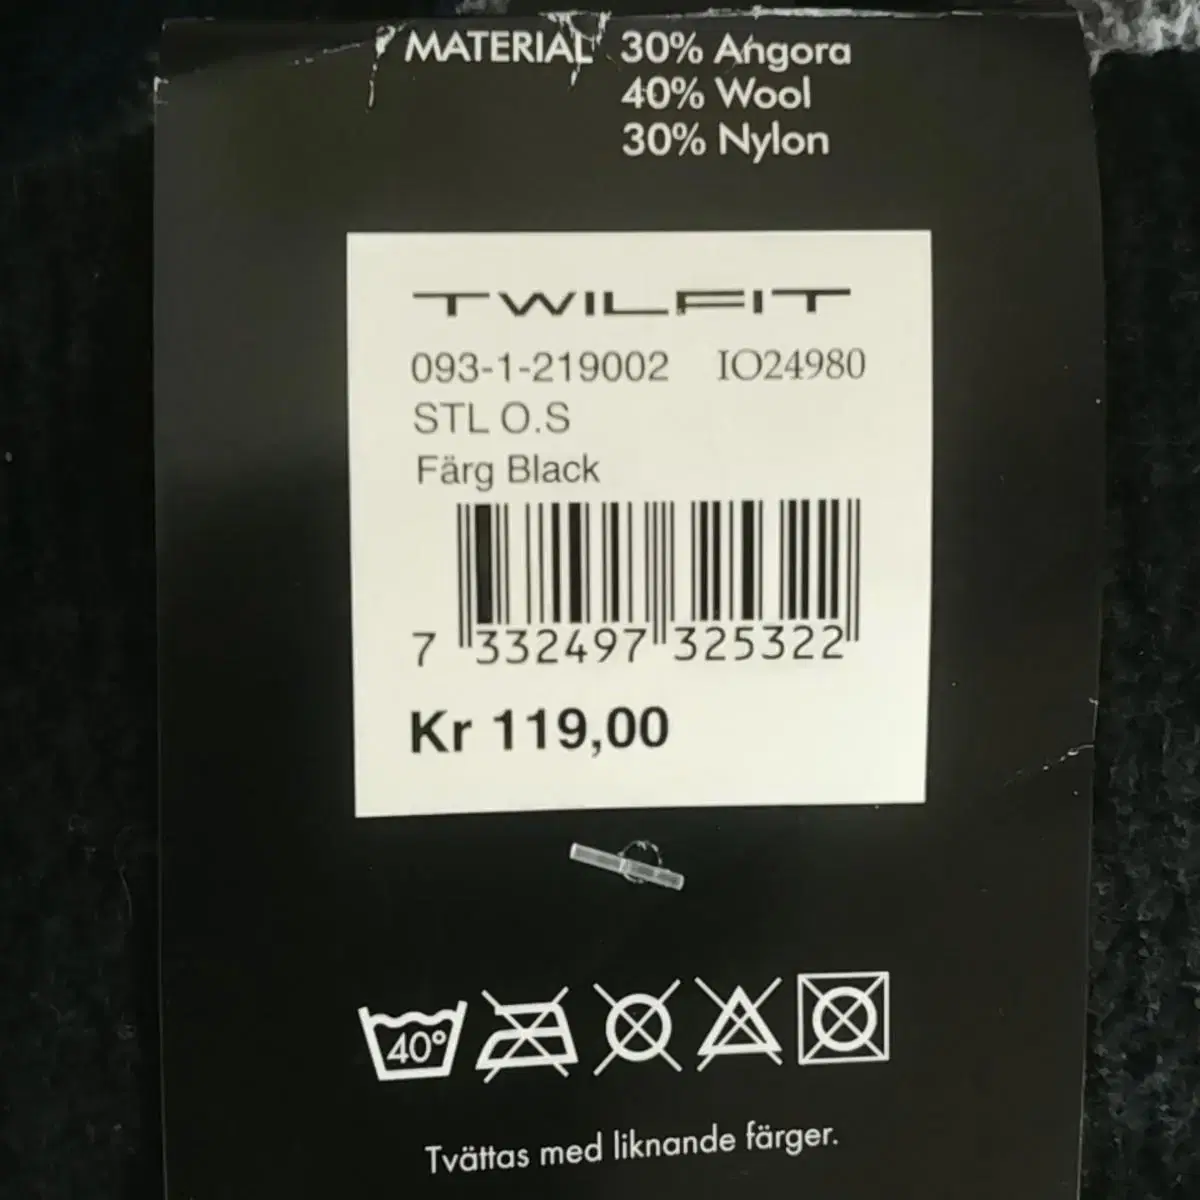 MATERIAL 30% Angora
40% Wool
30% Nylon
TWILFIT
093-1-219002 IO24980
STL O.S
Färg Black
7 332497 325322
Kr 119,00
40°
Tvättas med liknande färger.